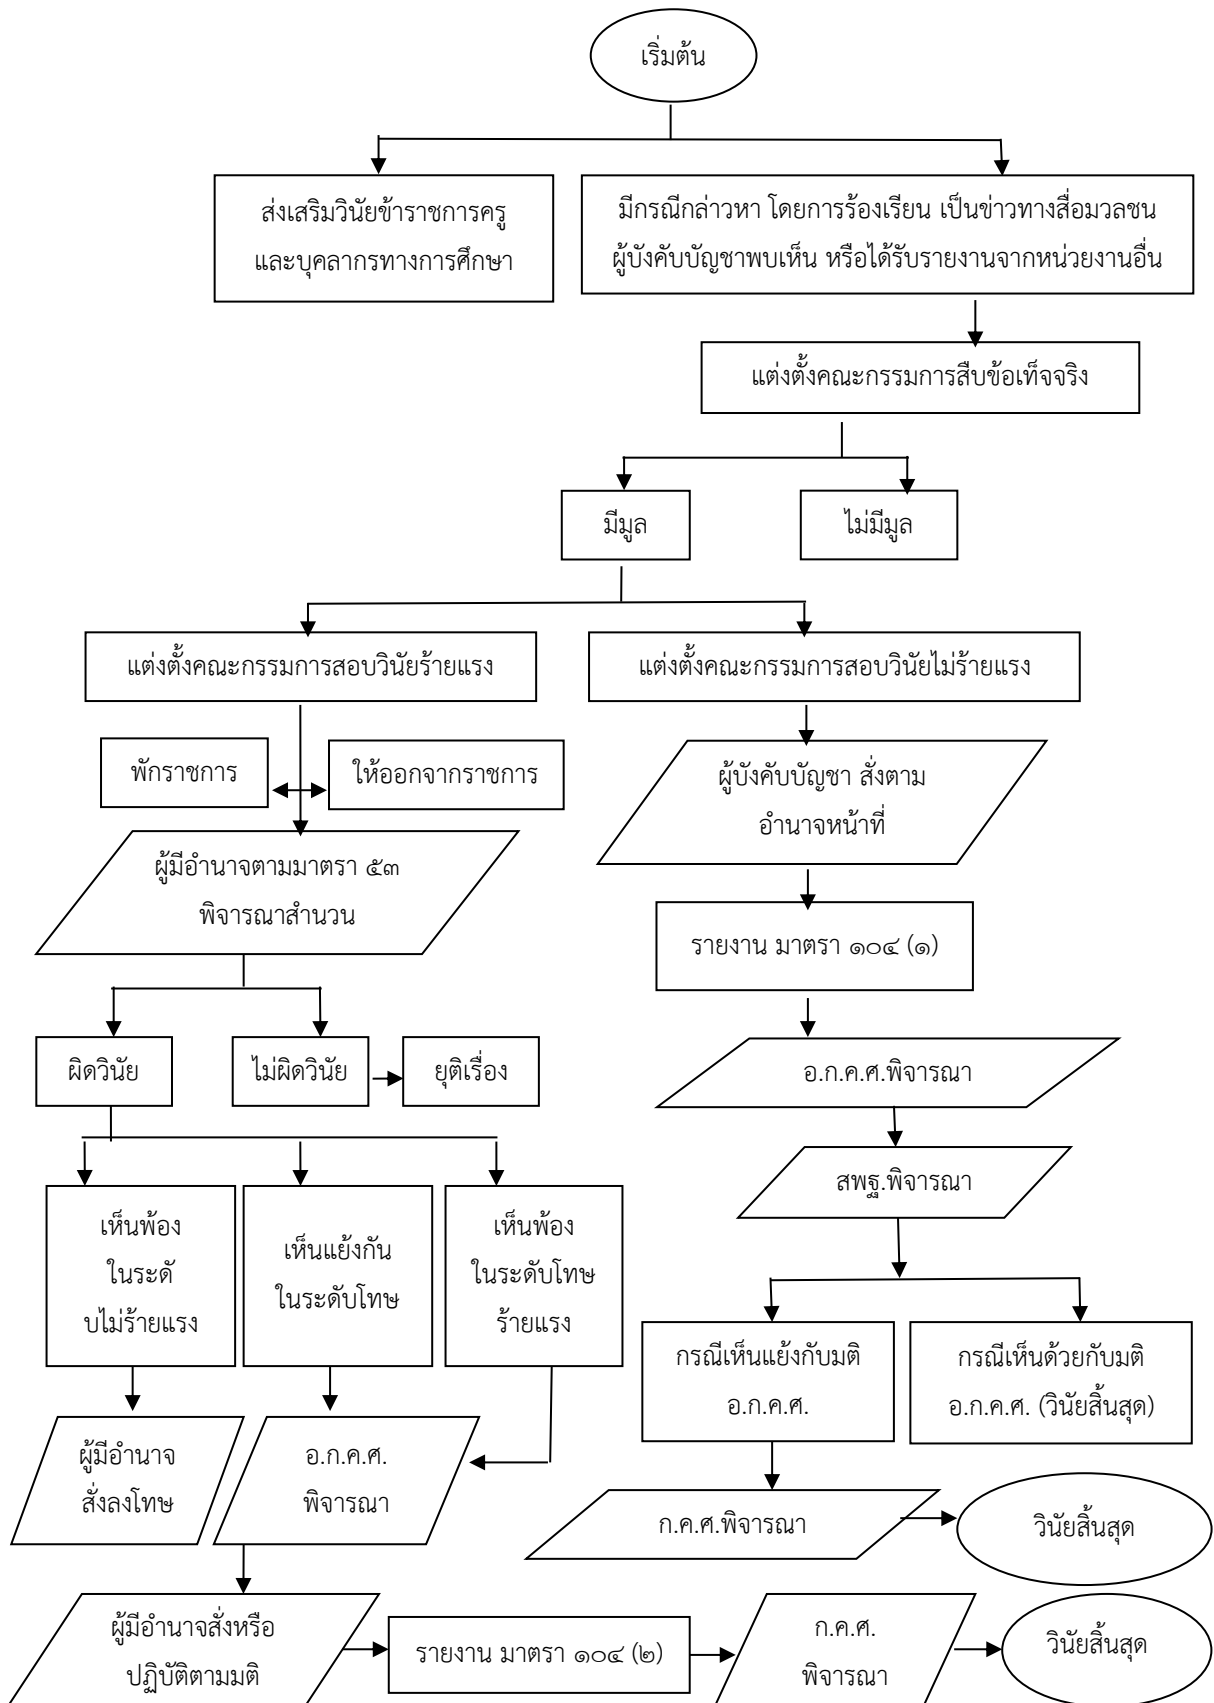 เริ่มต้น
ส่งเสริมวินัยข้าราชการครู
และบุคลากรทางการศึกษา
มีกรณีกล่าวหา โดยการร้องเรียน เป็นข่าวทางสื่อมวลชน
ผู้บังคับบัญชาพบเห็น หรือได้รับรายงานจากหน่วยงานอื่น
แต่งตั้งคณะกรรมการสืบข้อเท็จจริง
มีมูล
ไม่มีมูล
แต่งตั้งคณะกรรมการสอบวินัยร้ายแรง
แต่งตั้งคณะกรรมการสอบวินัยไม่ร้ายแรง
พักราชการ
ให้ออกจากราชการ
ผู้บังคับบัญชา สั่งตาม
อำนาจหน้าที่
ผู้มีอำนาจตามมาตรา ๕๓
พิจารณาสำนวน
รายงาน มาตรา ๑๐๔ (๑)
ผิดวินัย
ไม่ผิดวินัย
ยุติเรื่อง
อ.ก.ค.ศ.พิจารณา
สพฐ.พิจารณา
เห็นพ้อง
ในระดั
บไม่ร้ายแรง
เห็นแย้งกัน
ในระดับโทษ
เห็นพ้อง
ในระดับโทษ
ร้ายแรง
กรณีเห็นแย้งกับมติ
อ.ก.ค.ศ.
กรณีเห็นด้วยกับมติ
อ.ก.ค.ศ. (วินัยสิ้นสุด)
ผู้มีอำนาจ
สั่งลงโทษ
อ.ก.ค.ศ.
พิจารณา
ก.ค.ศ.พิจารณา
วินัยสิ้นสุด
ผู้มีอำนาจสั่งหรือ
ปฏิบัติตามมติ
รายงาน มาตรา ๑๐๔ (๒)
ก.ค.ศ.
พิจารณา
วินัยสิ้นสุด